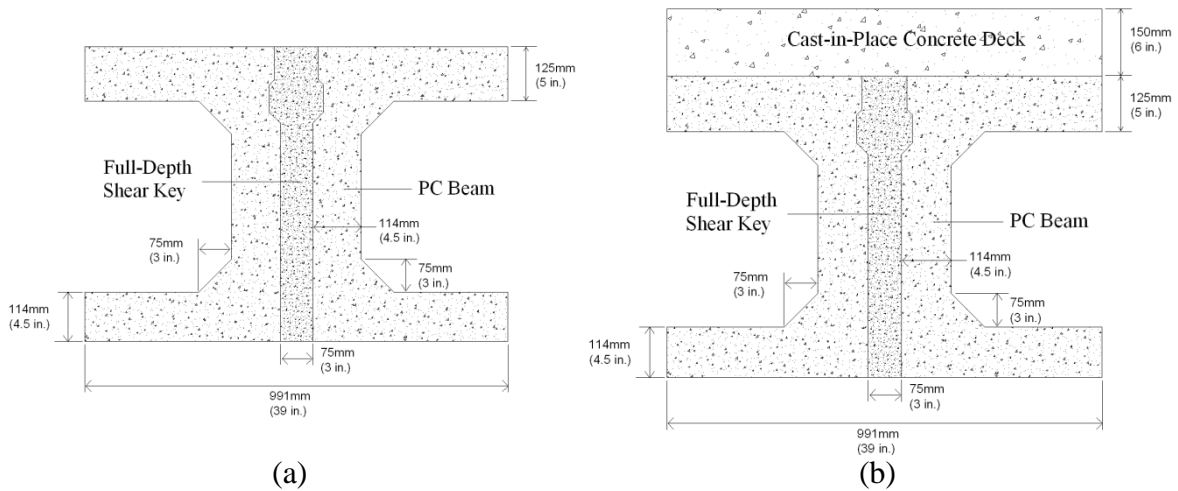 125mm
(5 in.)
Full-Depth
Shear Key
PC Beam
114mm
(4.5 in.)
75mm
(3 in.)
75mm
(3 in.)
114mm
(4.5 in.)
75mm
(3 in.)
991mm
(39 in.)
(a)
Cast-in-Place Concrete Deck
150mm
(6 in.)
125mm
(5 in.)
Full-Depth
Shear Key
PC Beam
114mm
(4.5 in.)
75mm
(3 in.)
75mm
(3 in.)
114mm
(4.5 in.)
75mm
(3 in.)
991mm
(39 in.)
(b)